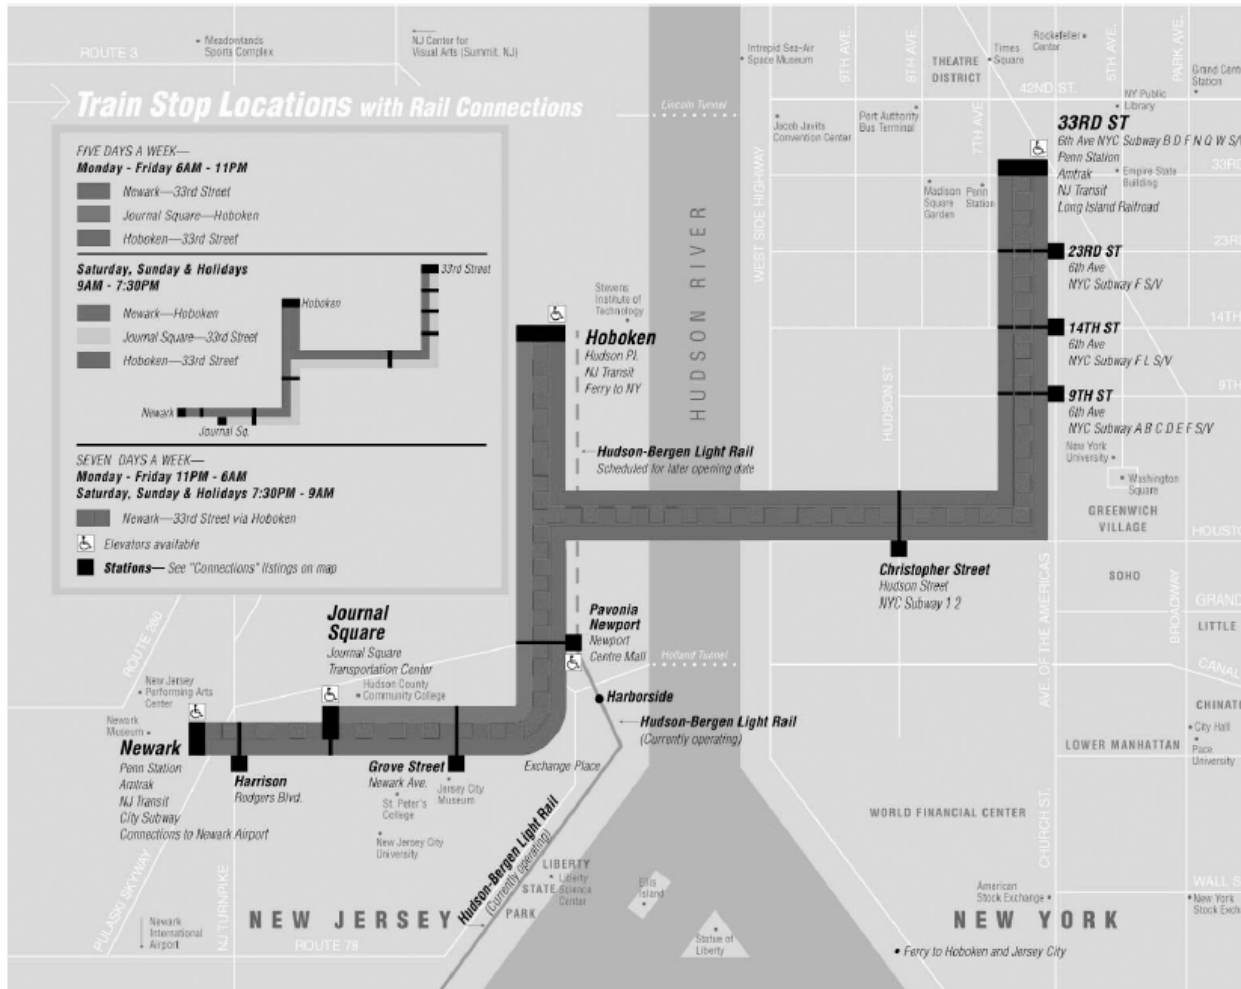 ROUTE 3
Meadowlands
Sports Complex
NJ Center for
Visual Arts (Summit, NJ)
Train Stop Locations with Rail Connections
FIVE DAYS A WEEK—
Monday - Friday 6AM - 11PM
Newark—33rd Street
Journal Square—Hoboken
Hoboken—33rd Street
Saturday, Sunday & Holidays
9AM - 7:30PM
Newark—Hoboken
Journal Square—33rd Street
Hoboken—33rd Street
33rd Street
Hoboken
Newark
Journal Sq.
SEVEN DAYS A WEEK—
Monday - Friday 11PM - 6AM
Saturday, Sunday & Holidays 7:30PM - 9AM
Newark—33rd Street via Hoboken
Elevators available
Stations— See "Connections" listings on map
Lincoln Tunnel
HUDSON RIVER
WEST SIDE HIGHWAY
Intrepid Sea-Air
Space Museum
9TH AVE.
8TH AVE.
7TH AVE
THEATRE
DISTRICT
Times
Square
Rockefeller
Center
5TH AVE.
PARK AVE.
Grand Cent
Station
42ND ST.
NY Public
Library
Jacob Javits
Convention Center
Port Authority
Bus Terminal
33RD ST
6th Ave NYC Subway B D F N Q W S/V
Penn Station
Amtrak
NJ Transit
Long Island Railroad
33RD
Empire State
Building
Madison
Square
Garden
Penn
Station
23RD ST
6th Ave
NYC Subway F S/V
23RD
14TH ST
6th Ave
NYC Subway F L S/V
14TH
9TH ST
6th Ave
NYC Subway A B C D E F S/V
9TH
New York
University
Washington
Square
GREENWICH
VILLAGE
HUDSON ST.
Stevens
Institute of
Technology
Hoboken
Hudson Pl.
NJ Transit
Ferry to NY
Hudson-Bergen Light Rail
Scheduled for later opening date
HOUSTO
Christopher Street
Hudson Street
NYC Subway 1 2
SOHO
AVE. OF THE AMERICAS
BROADWAY
GRAND
LITTLE
CANAL
CHINATO
ROUTE 280
Journal
Square
Journal Square
Transportation Center
Hudson County
Community College
Pavonia
Newport
Newport
Centre Mall
Holland Tunnel
Harborside
Hudson-Bergen Light Rail
(Currently operating)
New Jersey
Performing Arts
Center
Newark
Museum
Newark
Penn Station
Amtrak
NJ Transit
City Subway
Connections to Newark Airport
Harrison
Rodgers Blvd.
Grove Street
Newark Ave.
Jersey City
Museum
St. Peter's
College
New Jersey City
University
Exchange Place
Hudson-Bergen Light Rail
(Currently operating)
LOWER MANHATTAN
City Hall
Pace
University
WORLD FINANCIAL CENTER
CHURCH ST.
LIBERTY
STATE
PARK
Liberty
Science
Center
Ellis
Island
Statue of
Liberty
American
Stock Exchange
WALL S
New York
Stock Exch
PULASKI SKYWAY
NJ TURNPIKE
Newark
International
Airport
NEW JERSEY
ROUTE 78
NEW YORK
Ferry to Hoboken and Jersey City